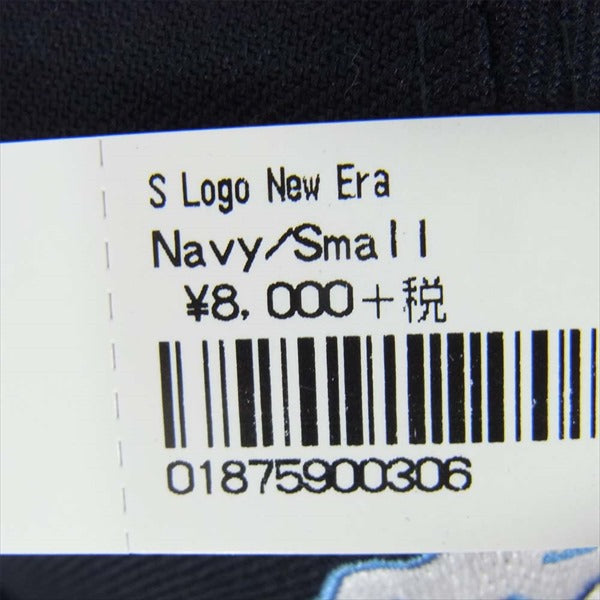 S Logo New Era
Navy/Small
¥8,000+税
01875900306